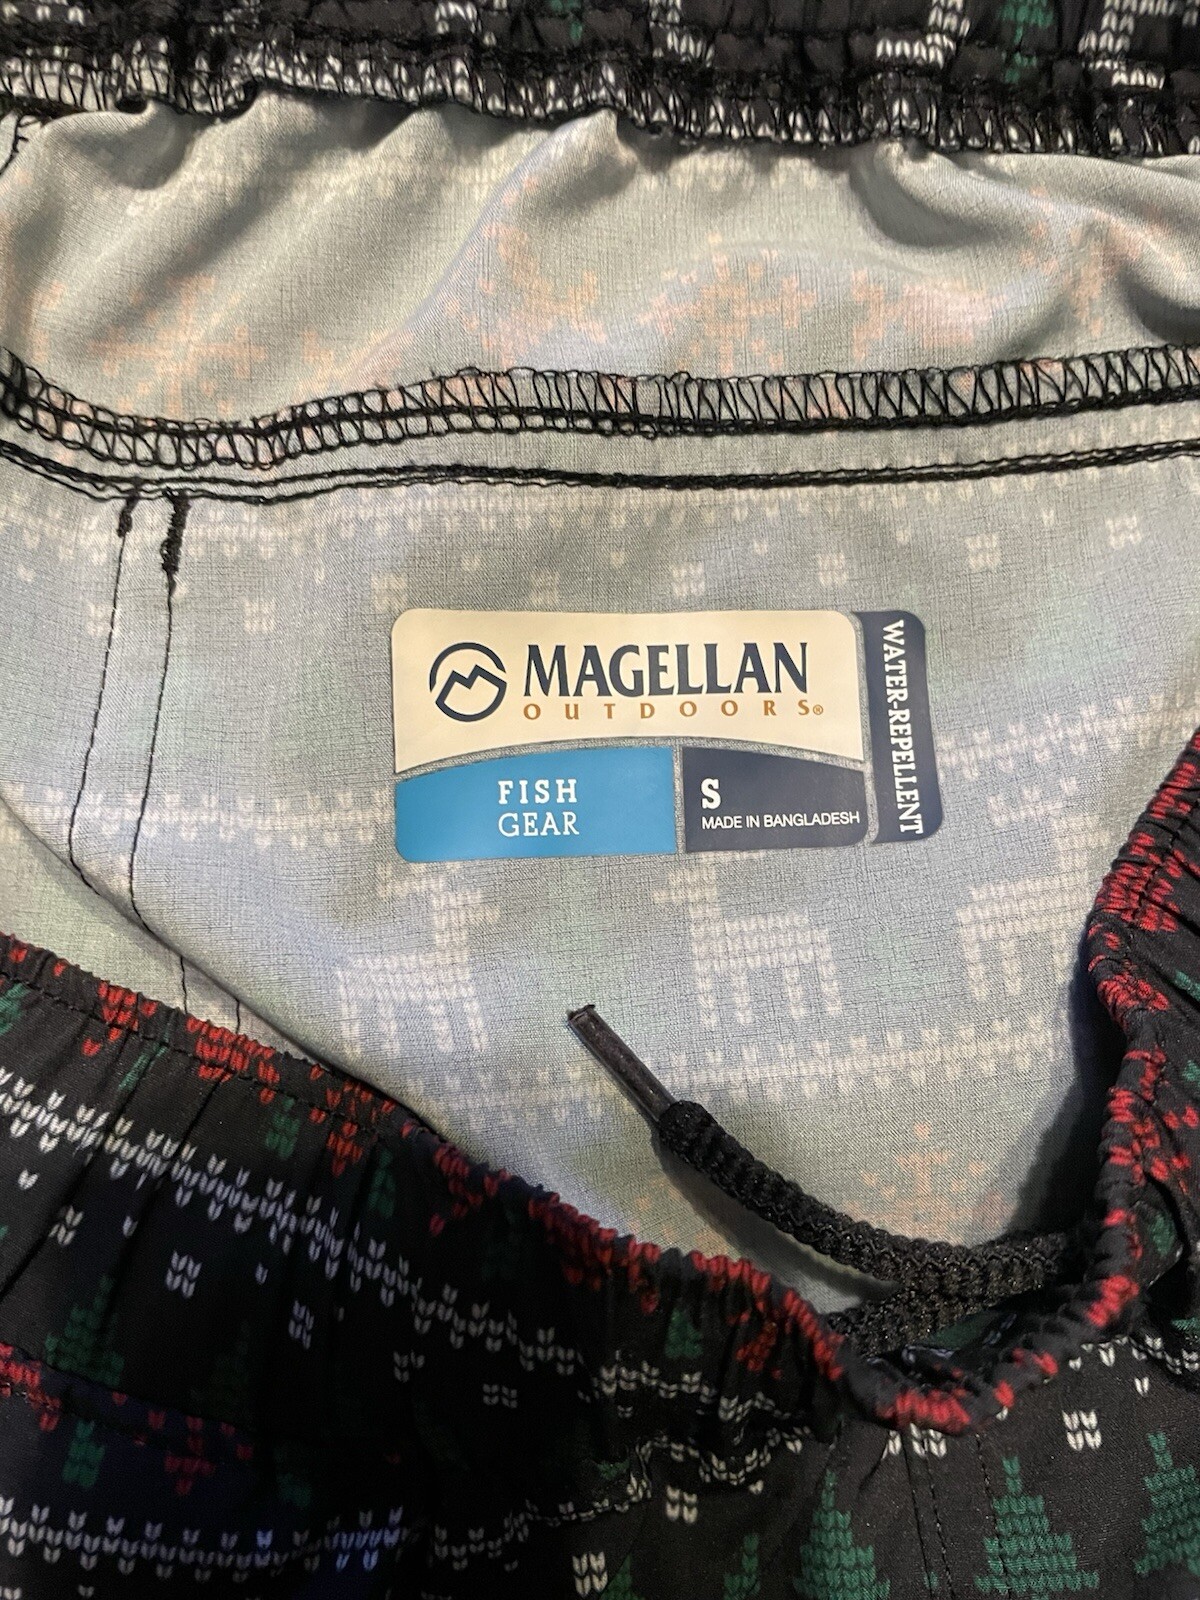 MAGELLAN
OUTDOORS®
FISH
GEAR
S
MADE IN BANGLADESH
WATER-REPELLENT